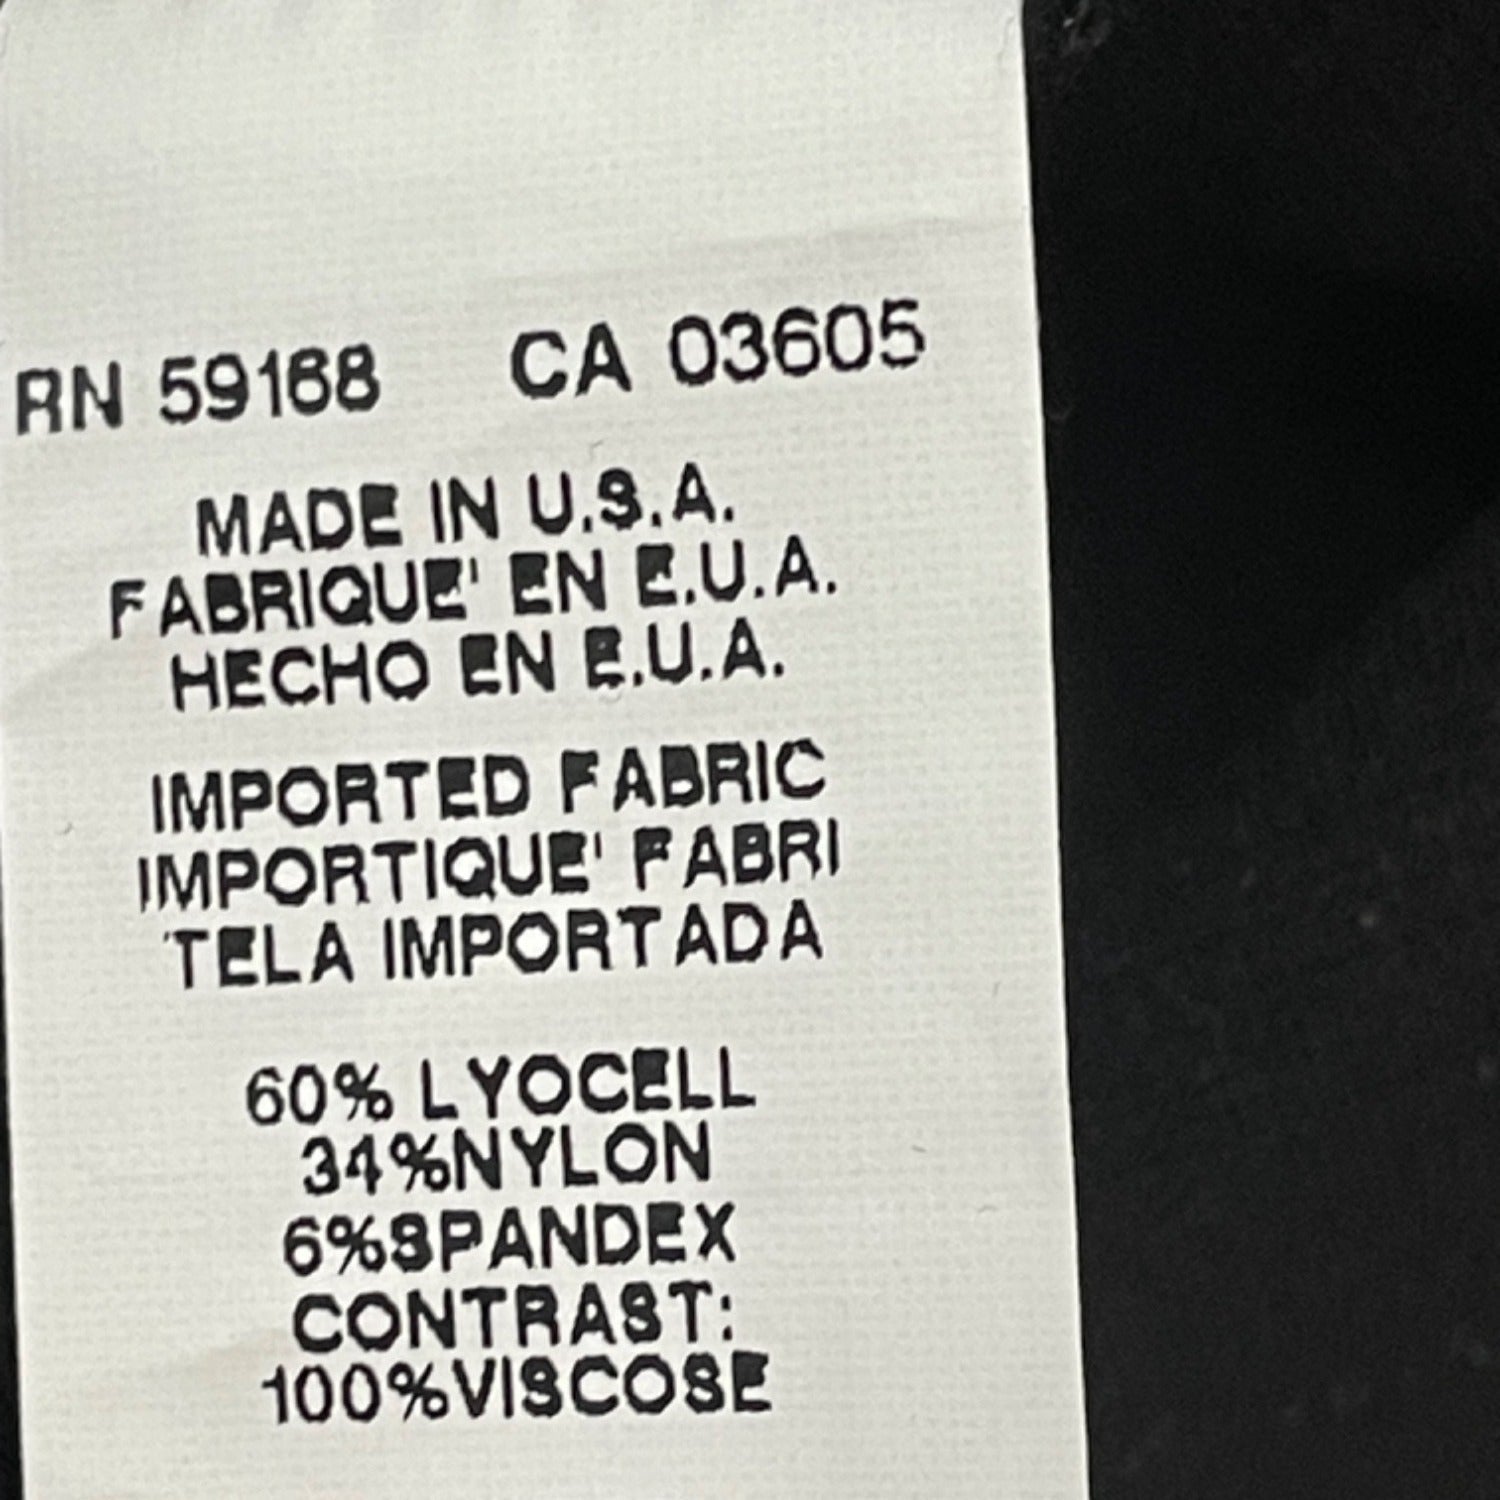 RN 59168 CA 03605
MADE IN U.S.A.
FABRIQUE' EN E.U.A.
HECHO EN E.U.A.
IMPORTED FABRIC
IMPORTIQUE' FABRI
TELA IMPORTADA
60% LYOCELL
34%NYLON
6%SPANDEX
CONTRAST:
100%VISCOSE